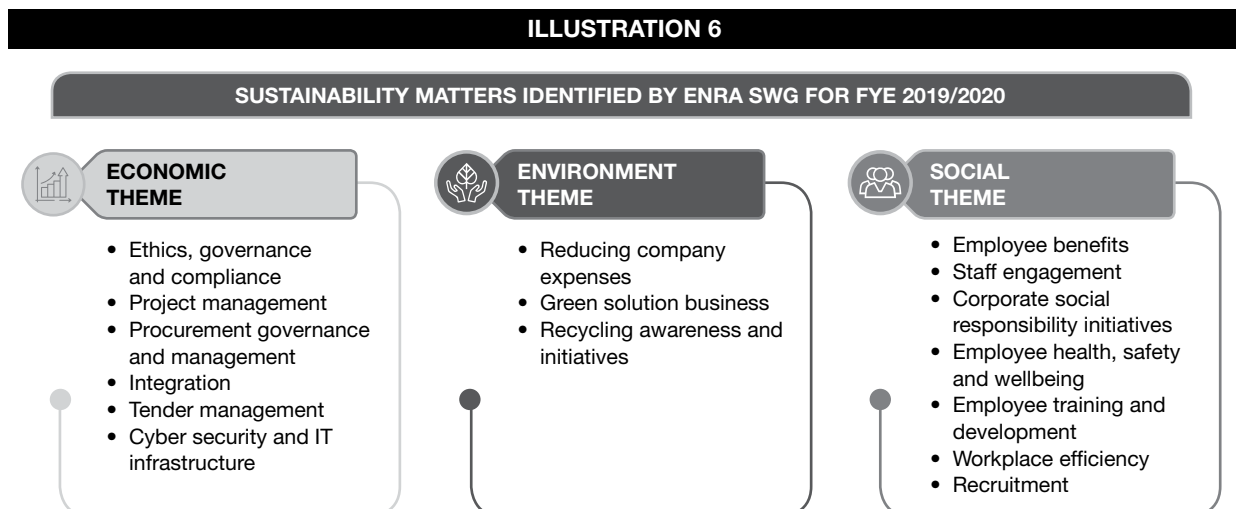 ILLUSTRATION 6
SUSTAINABILITY MATTERS IDENTIFIED BY ENRA SWG FOR FYE 2019/2020
ECONOMIC
THEME
• Ethics, governance
and compliance
• Project management
• Procurement governance
and management
• Integration
• Tender management
• Cyber security and IT
infrastructure
ENVIRONMENT
THEME
• Reducing company
expenses
• Green solution business
• Recycling awareness and
initiatives
SOCIAL
THEME
• Employee benefits
• Staff engagement
• Corporate social
responsibility initiatives
• Employee health, safety
and wellbeing
• Employee training and
development
• Workplace efficiency
• Recruitment